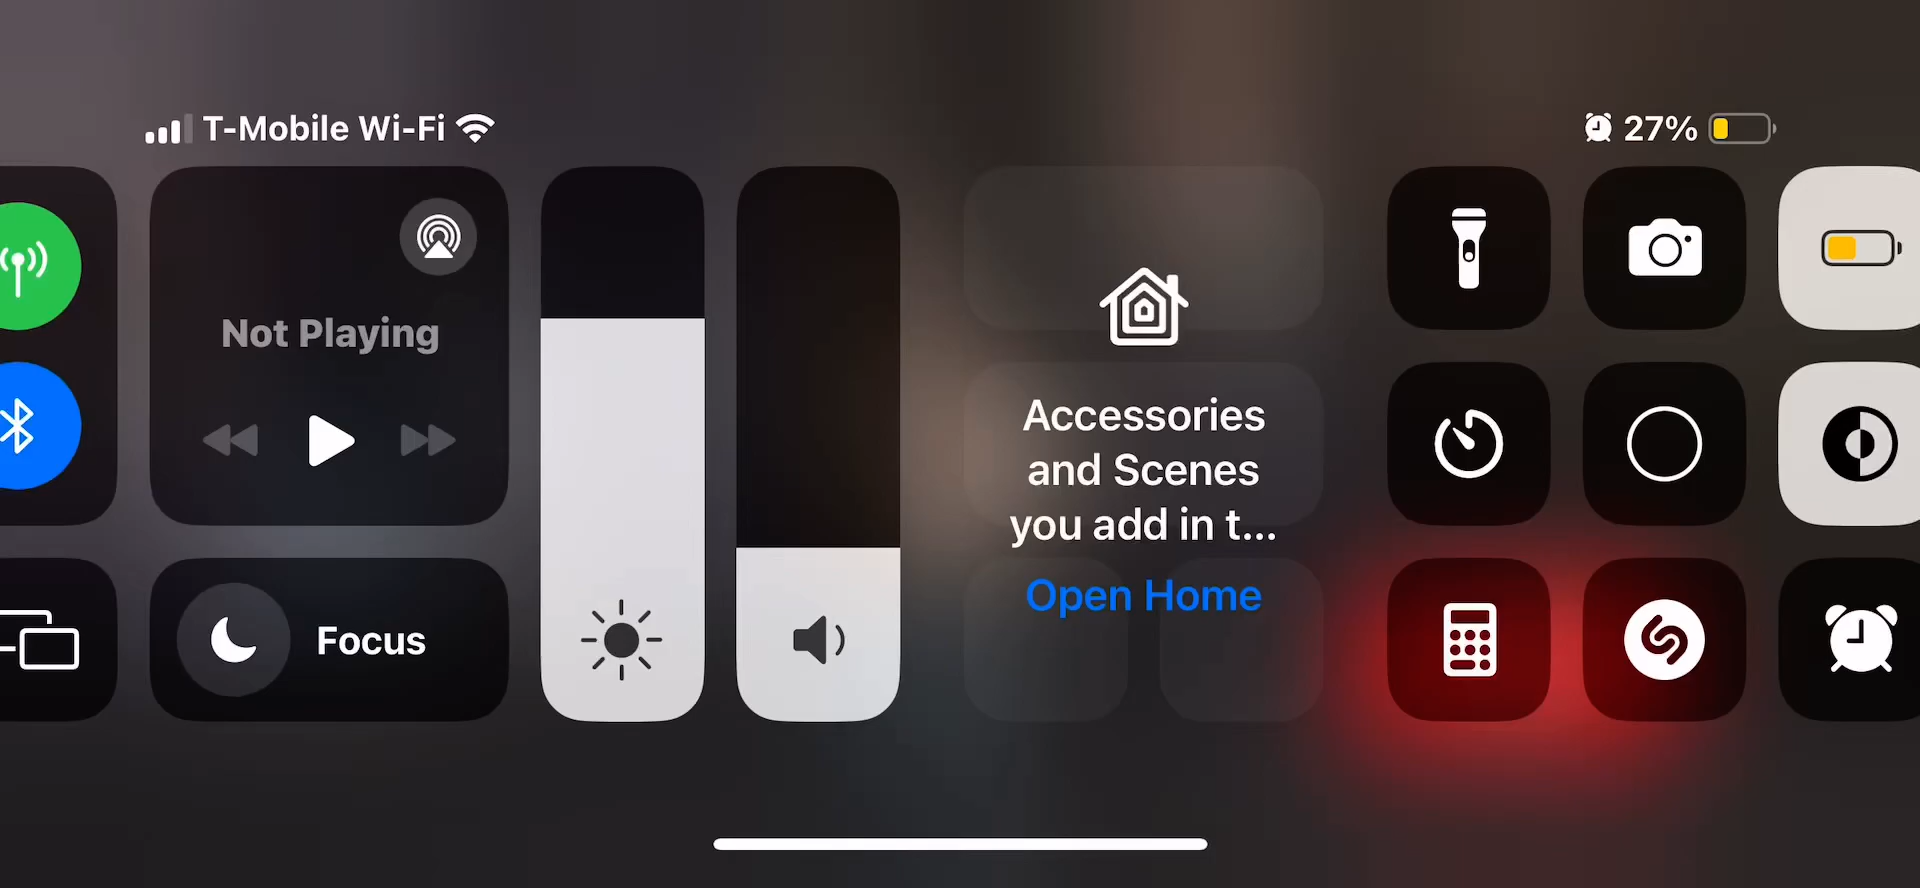 T-Mobile Wi-Fi
27%
Not Playing
Focus
Accessories
and Scenes
you add in t...
Open Home